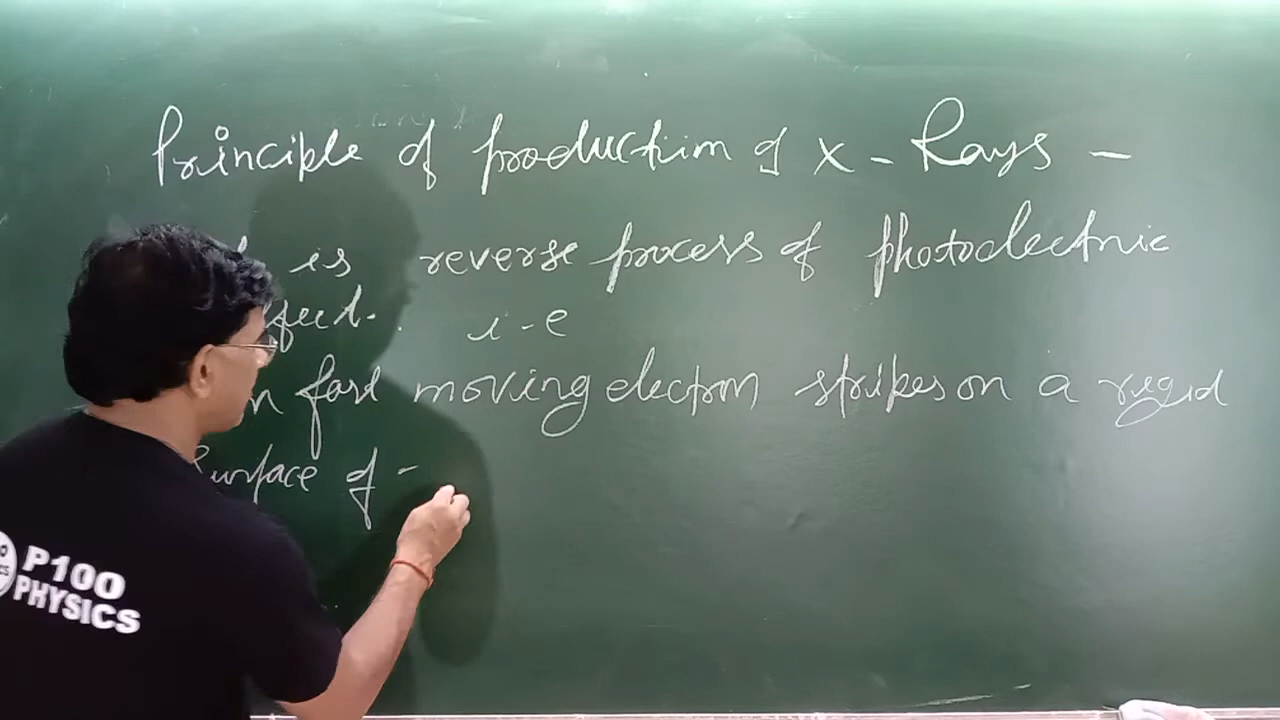 Principle of production of X - Rays -
is reverse process of photoelectric
effect. i-e
fast moving electron strikes on a rigid
Surface of -
P100
PHYSICS